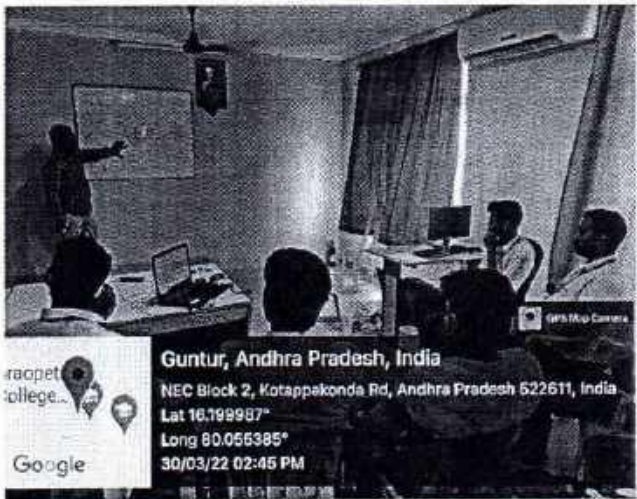 GPS Map Camera
raopet
College...
Google
Guntur, Andhra Pradesh, India
NEC Block 2, Kotappakonda Rd, Andhra Pradesh 522611, India
Lat 16.199987°
Long 80.055385°
30/03/22 02:45 PM